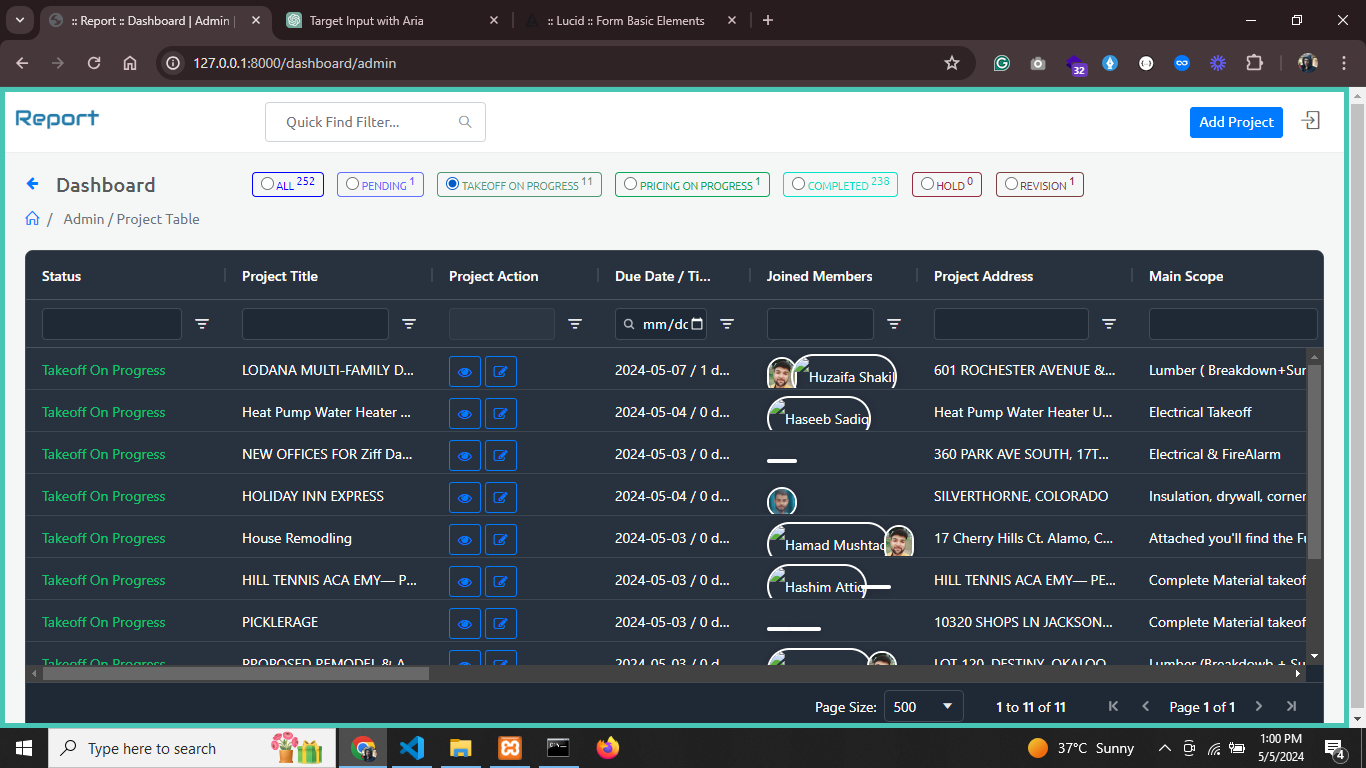 :: Report :: Dashboard | Admin |
Target Input with Aria
:: Lucid :: Form Basic Elements
127.0.0.1:8000/dashboard/admin
32
Report
Quick Find Filter...
Add Project
Dashboard
ALL 252
PENDING 1
TAKEOFF ON PROGRESS 11
PRICING ON PROGRESS 1
COMPLETED 238
HOLD 0
REVISION 1
/ Admin / Project Table
Status Project Title Project Action Due Date / Ti... Joined Members Project Address Main Scope
mm/dd
Takeoff On Progress LODANA MULTI-FAMILY D... 2024-05-07 / 1 d... Huzaifa Shakil 601 ROCHESTER AVENUE &... Lumber ( Breakdown+Sur
Takeoff On Progress Heat Pump Water Heater ... 2024-05-04 / 0 d... Haseeb Sadiq Heat Pump Water Heater U... Electrical Takeoff
Takeoff On Progress NEW OFFICES FOR Ziff Da... 2024-05-03 / 0 d... 360 PARK AVE SOUTH, 17T... Electrical & FireAlarm
Takeoff On Progress HOLIDAY INN EXPRESS 2024-05-04 / 0 d... SILVERTHORNE, COLORADO Insulation, drywall, corner
Takeoff On Progress House Remodling 2024-05-03 / 0 d... Hamad Mushtaq 17 Cherry Hills Ct. Alamo, C... Attached you'll find the Fu
Takeoff On Progress HILL TENNIS ACA EMY— P... 2024-05-03 / 0 d... Hashim Attiq HILL TENNIS ACA EMY— PE... Complete Material takeof
Takeoff On Progress PICKLERAGE 2024-05-03 / 0 d... 10320 SHOPS LN JACKSON... Complete Material takeof
Takeoff On Progress PROPOSED REMODEL & A... 2024-05-03 / 0 d... LOT 120, DESTINY, OKALOO... Lumber (Breakdowb + Su
Page Size: 500 1 to 11 of 11 Page 1 of 1
Type here to search
37°C Sunny
1:00 PM
5/5/2024
4